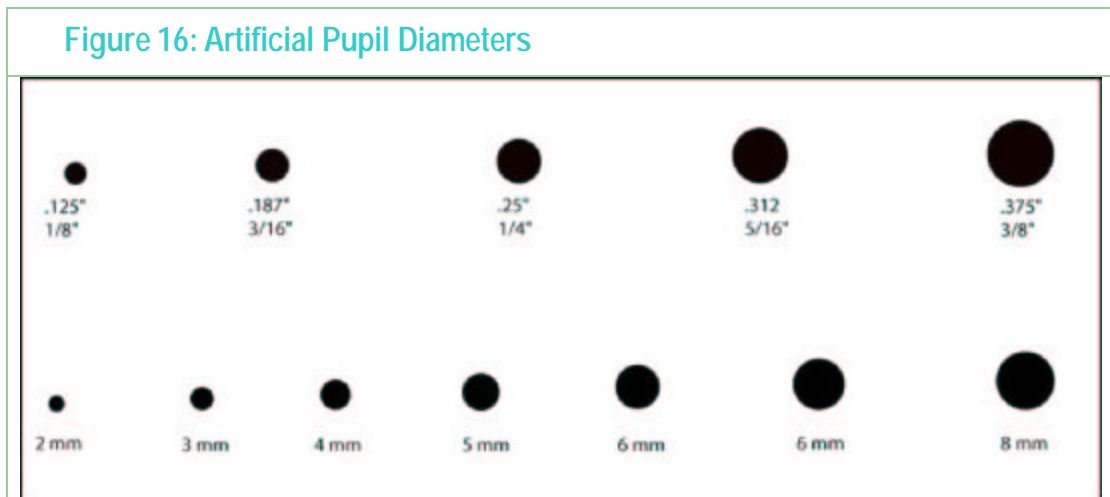 Figure 16: Artificial Pupil Diameters
.125" .187" .25" .312 .375"
1/8" 3/16" 1/4" 5/16" 3/8"
2 mm 3 mm 4 mm 5 mm 6 mm 6 mm 8 mm